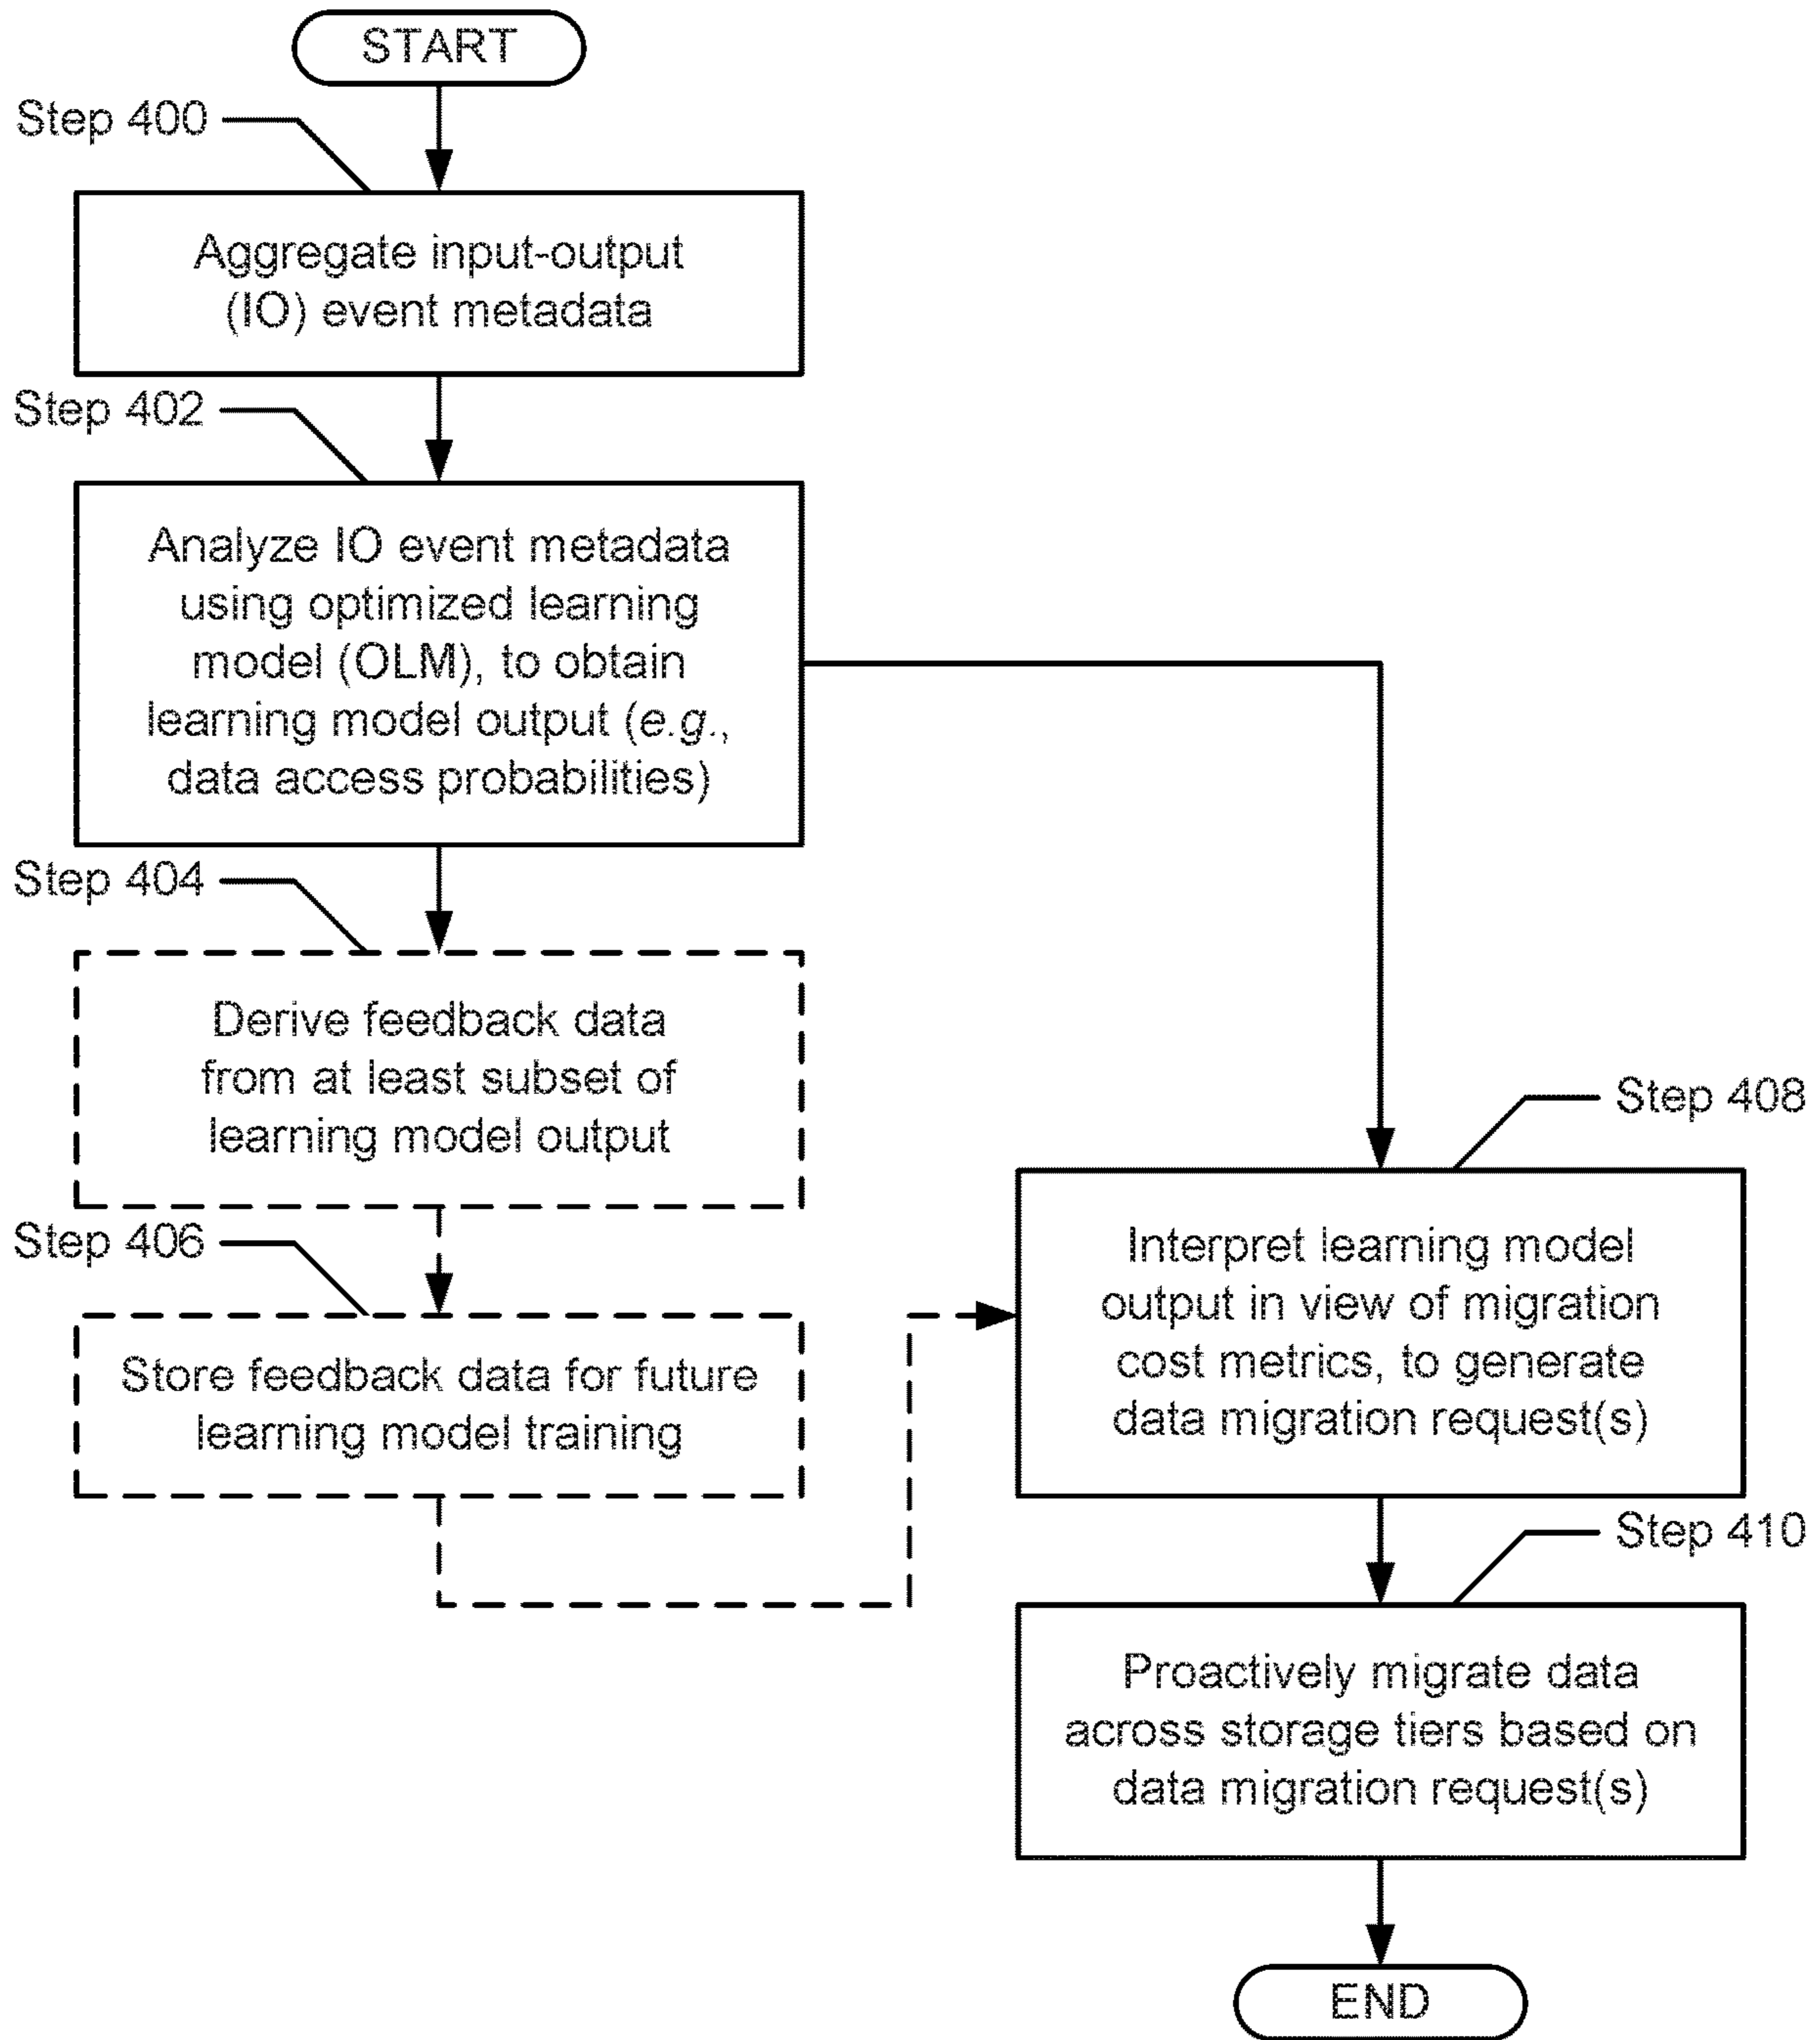 START
Step 400
Aggregate input-output
(IO) event metadata
Step 402
Analyze IO event metadata
using optimized learning
model (OLM), to obtain
learning model output (e.g.,
data access probabilities)
Step 404
Derive feedback data
from at least subset of
learning model output
Step 406
Store feedback data for future
learning model training
Step 408
Interpret learning model
output in view of migration
cost metrics, to generate
data migration request(s)
Step 410
Proactively migrate data
across storage tiers based on
data migration request(s)
END